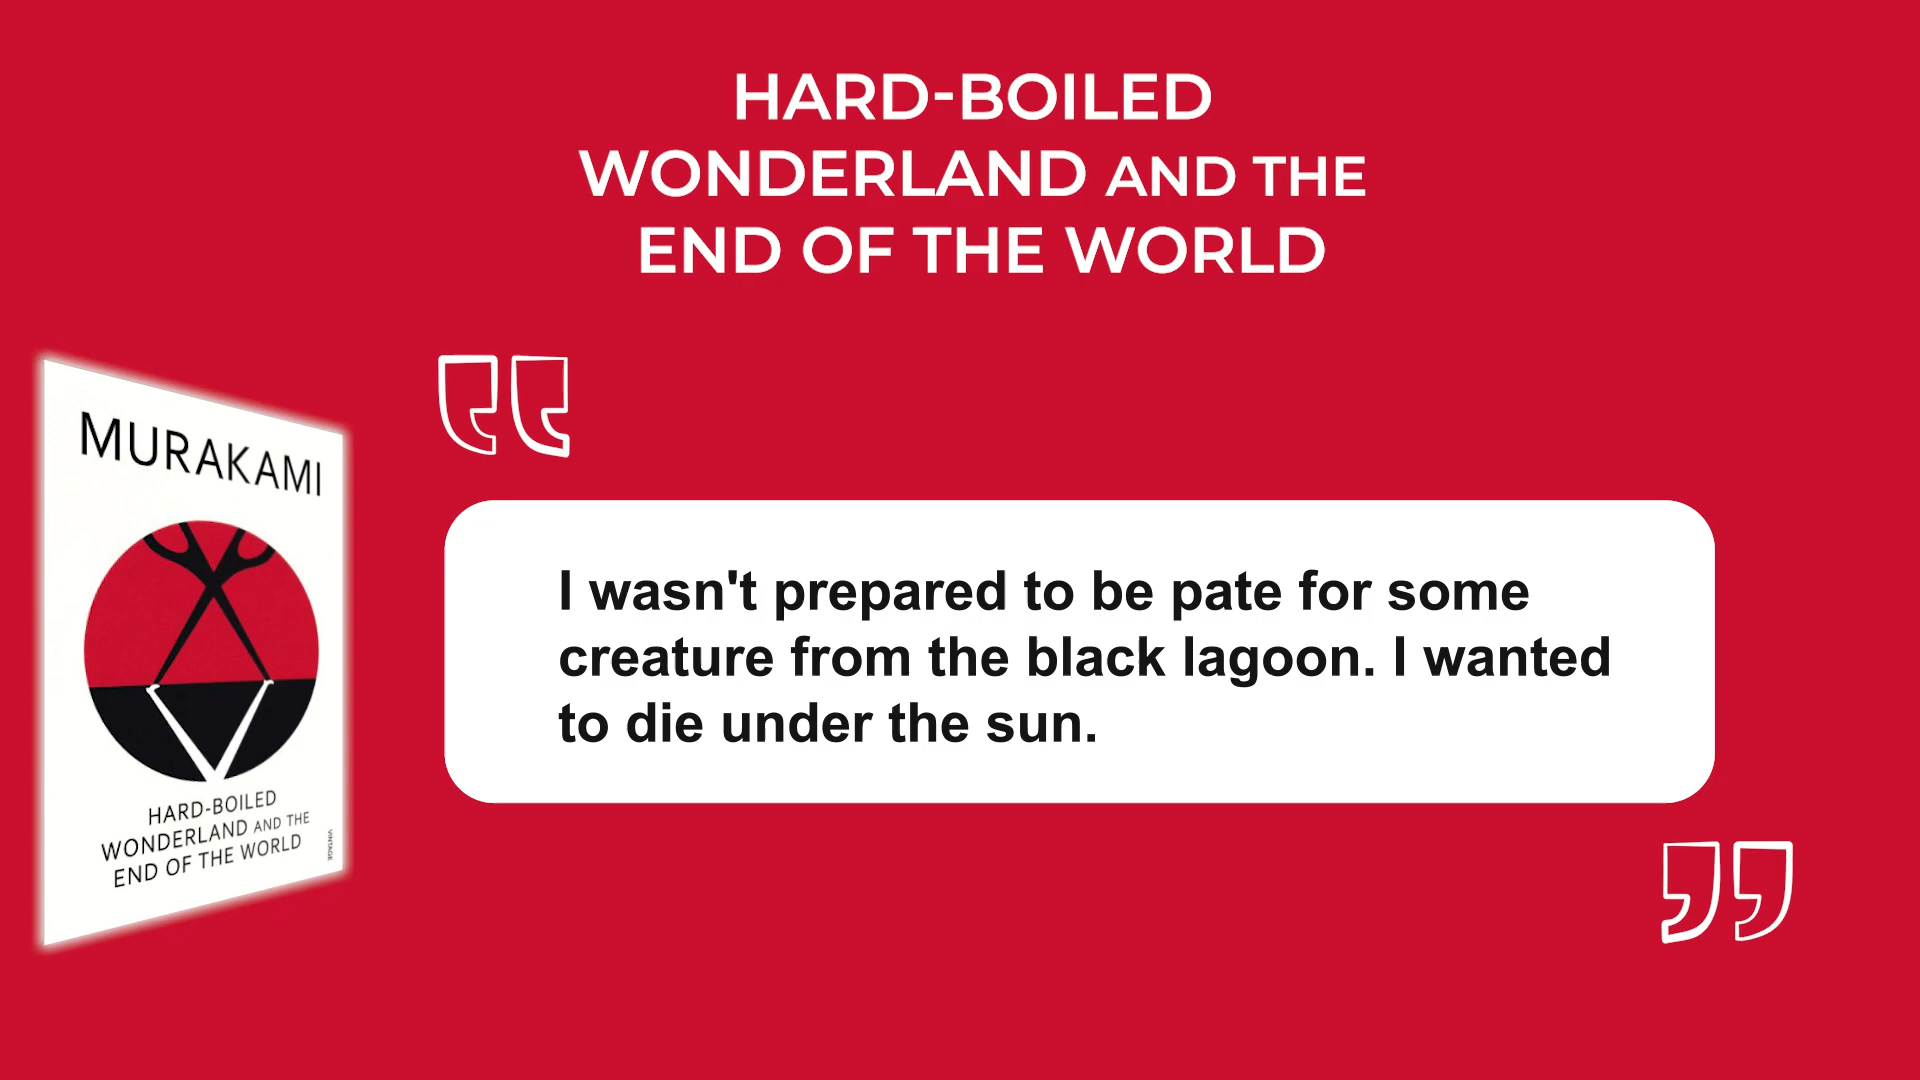 HARD-BOILED
WONDERLAND AND THE
END OF THE WORLD
MURAKAMI
HARD-BOILED
WONDERLAND AND THE
END OF THE WORLD
VINTAGE
I wasn't prepared to be pate for some
creature from the black lagoon. I wanted
to die under the sun.